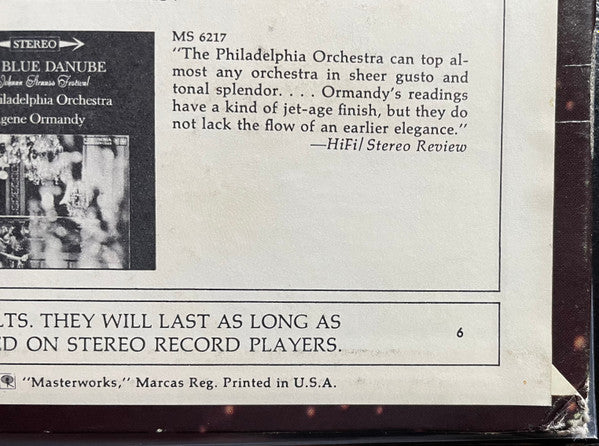 STEREO
BLUE DANUBE
Johann Strauss Festival
iladelphia Orchestra
gene Ormandy
MS 6217
"The Philadelphia Orchestra can top al-
most any orchestra in sheer gusto and
tonal splendor. . . . Ormandy's readings
have a kind of jet-age finish, but they do
not lack the flow of an earlier elegance."
—HiFi/Stereo Review
LTS. THEY WILL LAST AS LONG AS
ED ON STEREO RECORD PLAYERS.
6
"Masterworks," Marcas Reg. Printed in U.S.A.